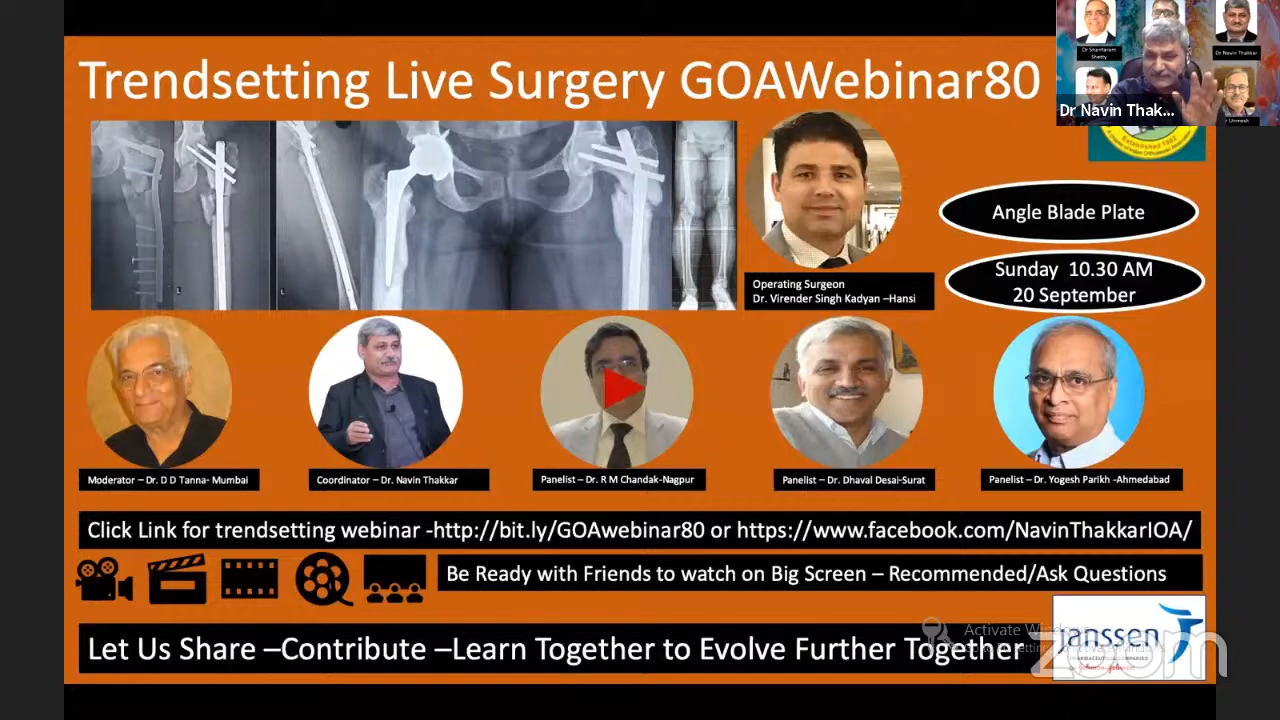 Trendsetting Live Surgery GOAWebinar80
Dr Shantaram
Shetty
Dr Navin Thakkar
Dr Navin Thak...
Established 1982
Angle Blade Plate
Sunday 10.30 AM
20 September
Operating Surgeon
Dr. Virender Singh Kadyan –Hansi
Moderator – Dr. D D Tanna- Mumbai
Coordinator – Dr. Navin Thakkar
Panelist – Dr. R M Chandak-Nagpur
Panelist – Dr. Dhaval Desai-Surat
Panelist – Dr. Yogesh Parikh -Ahmedabad
Click Link for trendsetting webinar -http://bit.ly/GOAwebinar80 or https://www.facebook.com/NavinThakkarIOA/
Be Ready with Friends to watch on Big Screen – Recommended/Ask Questions
Let Us Share –Contribute –Learn Together to Evolve Further Together
Activate Windows
janssen
PHARMACEUTICAL COMPANIES
zoom